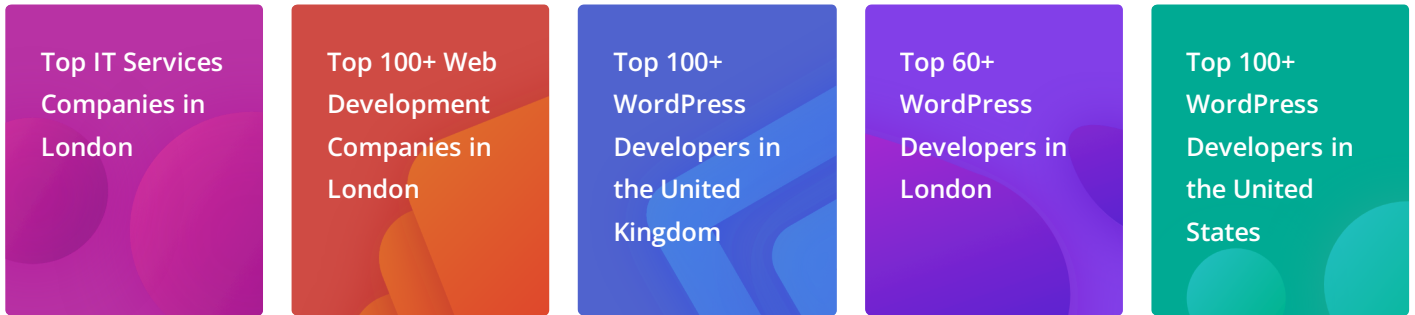 Top IT Services
Companies in
London
Top 100+ Web
Development
Companies in
London
Top 100+
WordPress
Developers in
the United
Kingdom
Top 60+
WordPress
Developers in
London
Top 100+
WordPress
Developers in
the United
States